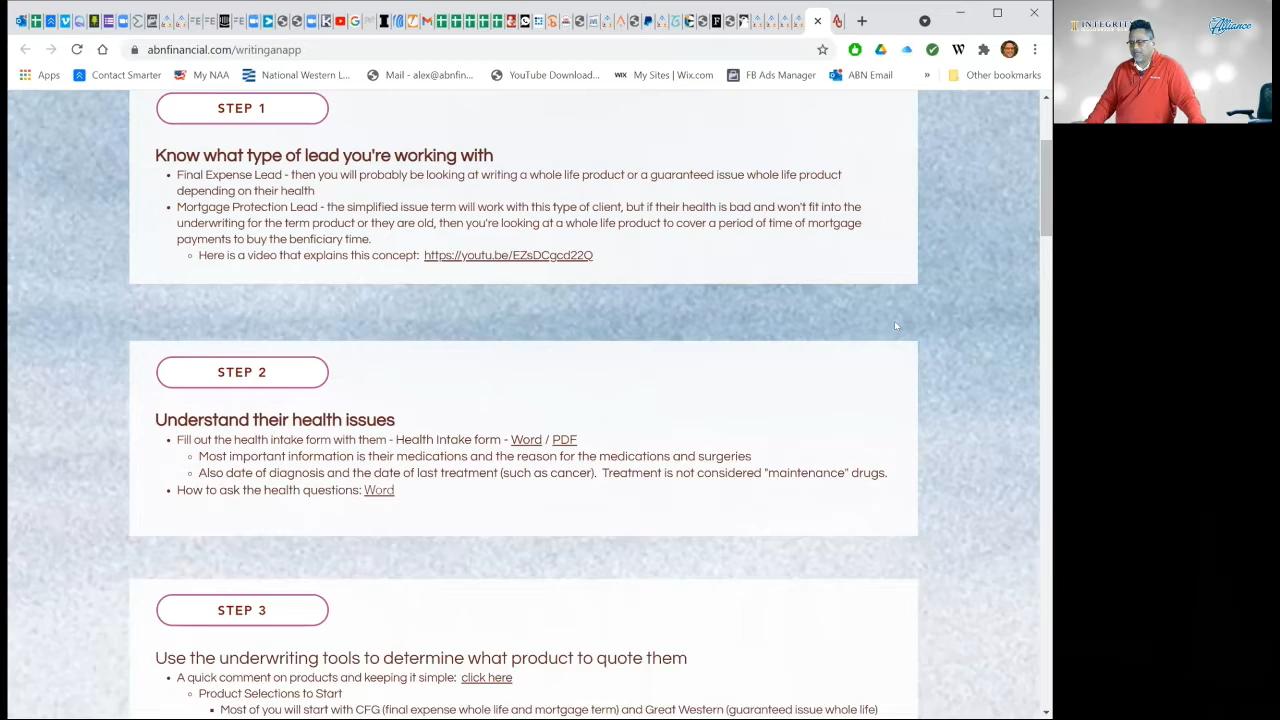 abnfinancial.com/writinganapp
Apps
Contact Smarter
My NAA
National Western L...
Mail - alex@abnfin...
YouTube Download...
WIX
My Sites | Wix.com
FB Ads Manager
ABN Email
»
Other bookmarks
INTEGRITY
Alliance
STEP 1
Know what type of lead you're working with
Final Expense Lead - then you will probably be looking at writing a whole life product or a guaranteed issue whole life product
depending on their health
Mortgage Protection Lead - the simplified issue term will work with this type of client, but if their health is bad and won't fit into the
underwriting for the term product or they are old, then you're looking at a whole life product to cover a period of time of mortgage
payments to buy the benficiary time.
Here is a video that explains this concept: https://youtu.be/EZsDCgcd22Q
STEP 2
Understand their health issues
Fill out the health intake form with them - Health Intake form - Word / PDF
Most important information is their medications and the reason for the medications and surgeries
Also date of diagnosis and the date of last treatment (such as cancer). Treatment is not considered "maintenance" drugs.
How to ask the health questions: Word
STEP 3
Use the underwriting tools to determine what product to quote them
A quick comment on products and keeping it simple: click here
Product Selections to Start
Most of you will start with CFG (final expense whole life and mortgage term) and Great Western (guaranteed issue whole life)